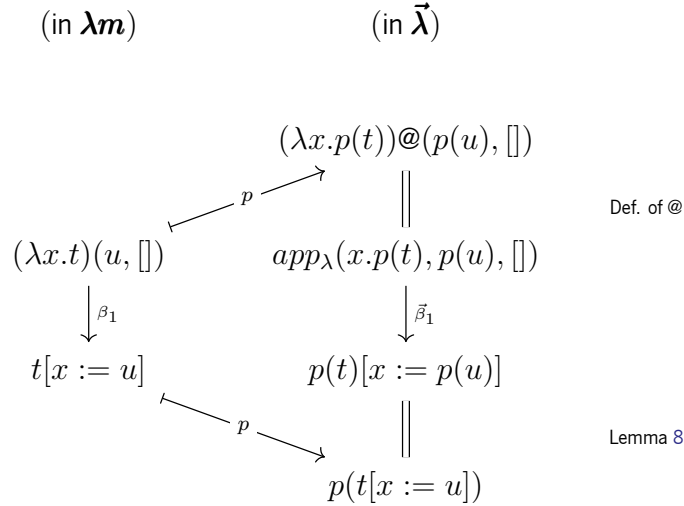 (in λm) (in λ⃗)
(λx.p(t))@(p(u), [])
p
Def. of @
(λx.t)(u, []) app_λ(x.p(t), p(u), [])
β₁ β⃗₁
t[x := u] p(t)[x := p(u)]
p
Lemma 8
p(t[x := u])